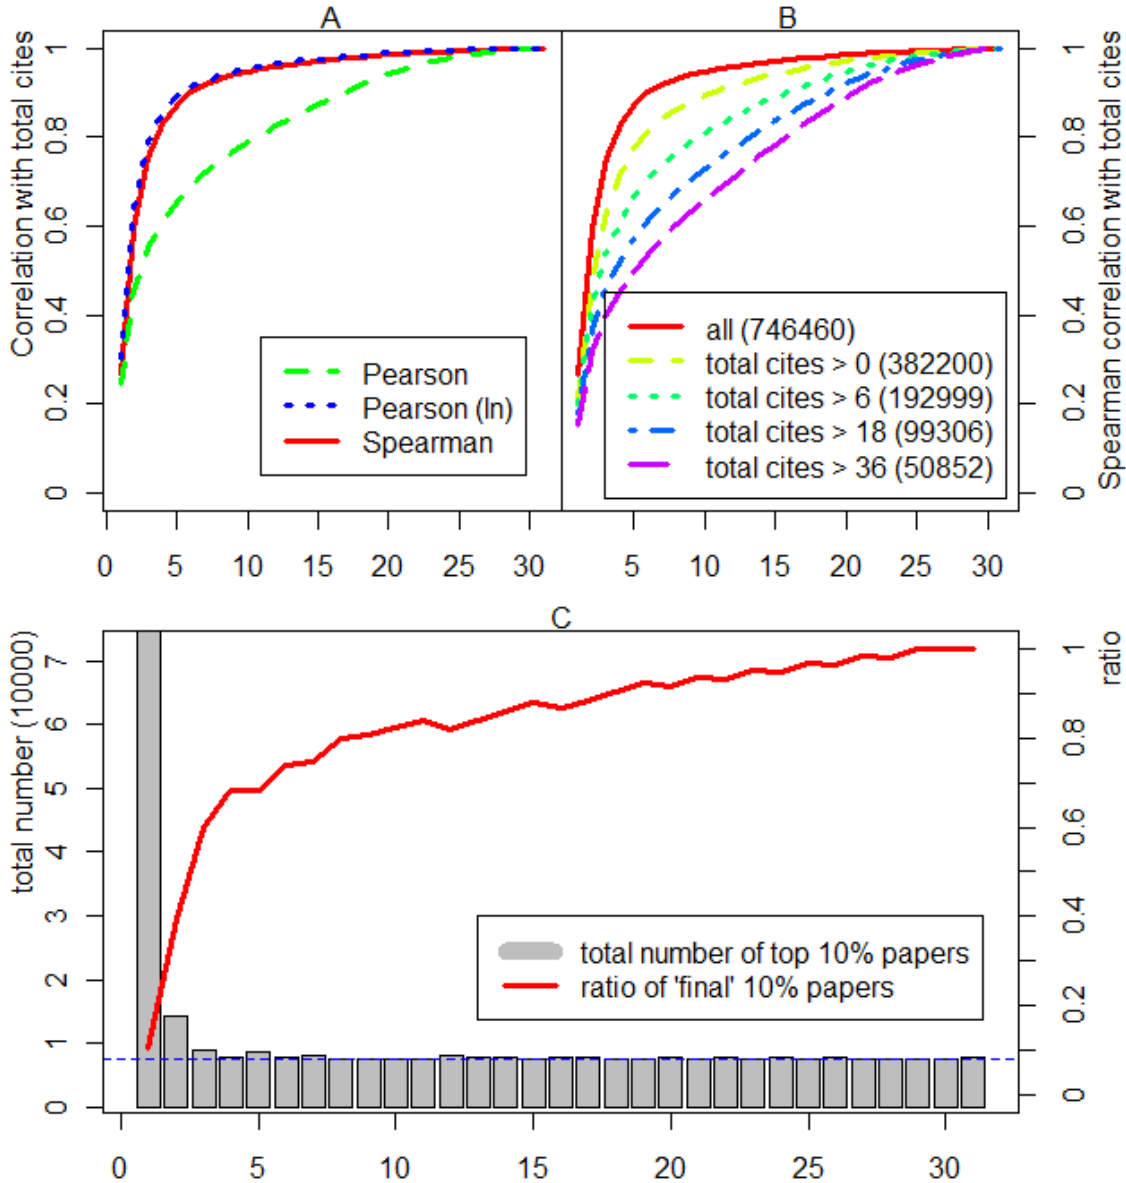 A
B
Correlation with total cites
1
0.8
0.6
0.4
0.2
0
Pearson
Pearson (ln)
Spearman
5 10 15 20 25 30
all (746460)
total cites > 0 (382200)
total cites > 6 (192999)
total cites > 18 (99306)
total cites > 36 (50852)
5 10 15 20 25 30
1
0.8
0.6
0.4
0.2
0
Spearman correlation with total cites
C
total number (10000)
7
6
5
4
3
2
1
0
total number of top 10% papers
ratio of 'final' 10% papers
1
0.8
0.6
0.4
0.2
0
ratio
0 5 10 15 20 25 30